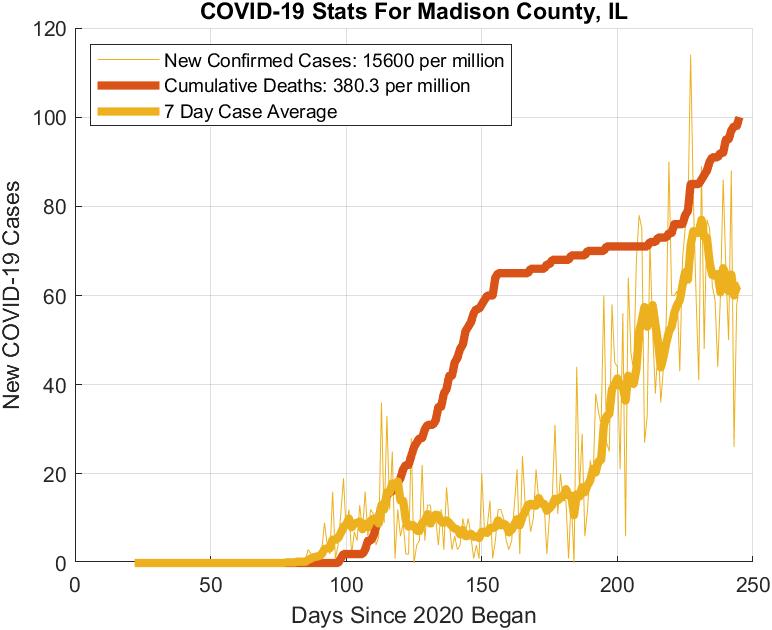 COVID-19 Stats For Madison County, IL
New Confirmed Cases: 15600 per million
Cumulative Deaths: 380.3 per million
7 Day Case Average
New COVID-19 Cases
120
100
80
60
40
20
0
0 50 100 150 200 250
Days Since 2020 Began